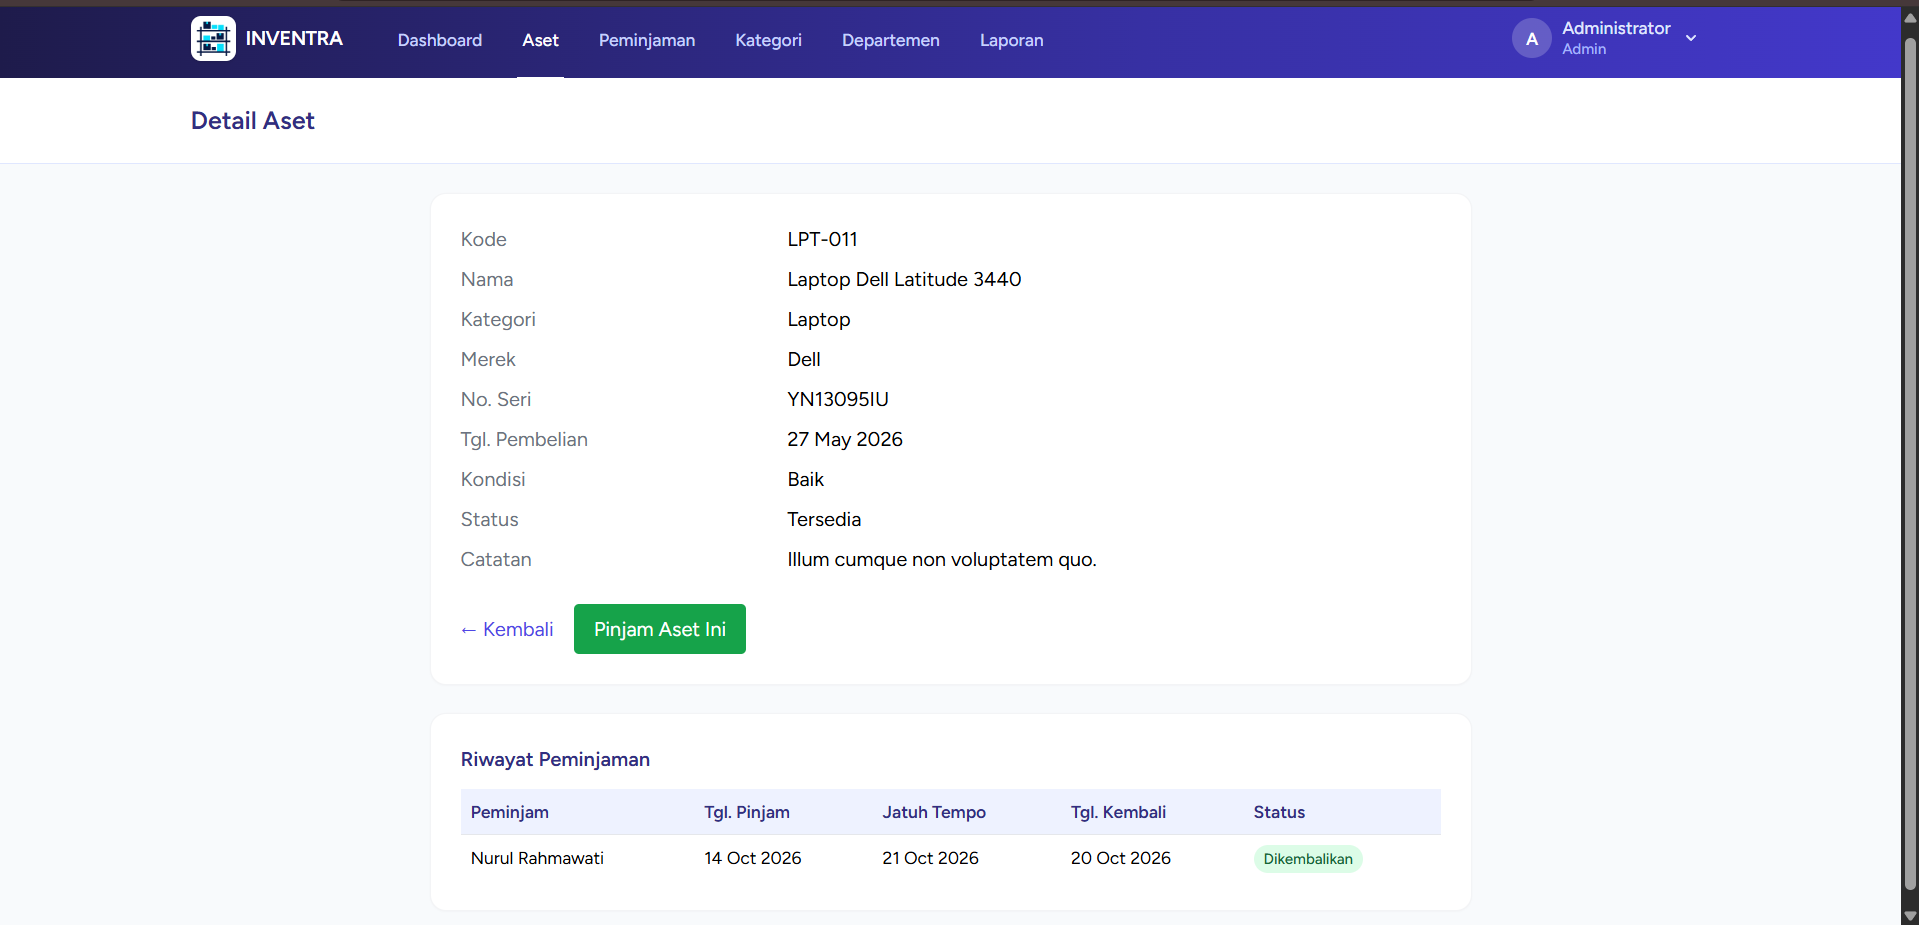 INVENTRA Dashboard Aset Peminjaman Kategori Departemen Laporan A Administrator
Admin
Detail Aset
Kode LPT-011
Nama Laptop Dell Latitude 3440
Kategori Laptop
Merek Dell
No. Seri YN13095IU
Tgl. Pembelian 27 May 2026
Kondisi Baik
Status Tersedia
Catatan Illum cumque non voluptatem quo.
← Kembali Pinjam Aset Ini
Riwayat Peminjaman
Peminjam Tgl. Pinjam Jatuh Tempo Tgl. Kembali Status
Nurul Rahmawati 14 Oct 2026 21 Oct 2026 20 Oct 2026 Dikembalikan